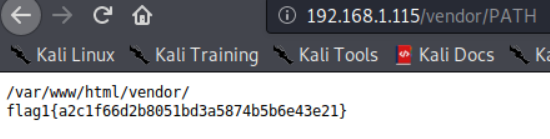 192.168.1.115/vendor/PATH
Kali Linux Kali Training Kali Tools Kali Docs
/var/www/html/vendor/
flag1{a2c1f66d2b8051bd3a5874b5b6e43e21}